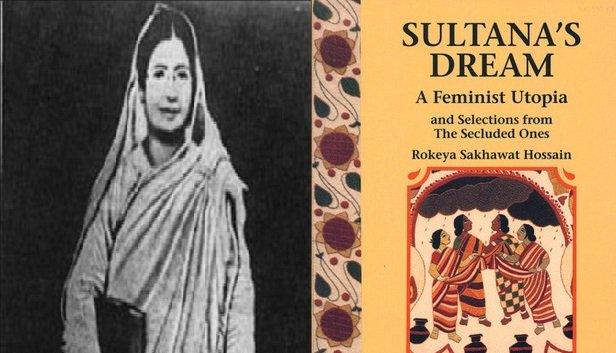 SULTANA'S
DREAM
A Feminist Utopia
and Selections from
The Secluded Ones
Rokeya Sakhawat Hossain